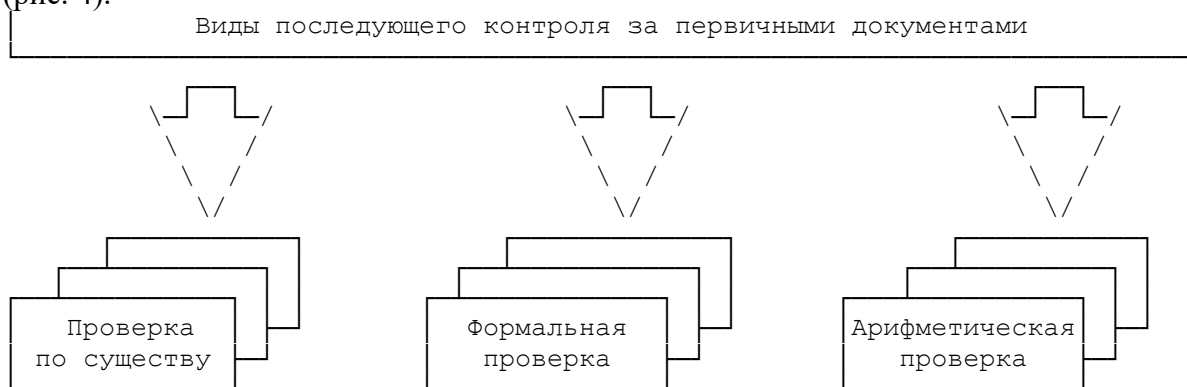 (рис. 4).
Виды последующего контроля за первичными документами
Проверка
по существу
Формальная
проверка
Арифметическая
проверка